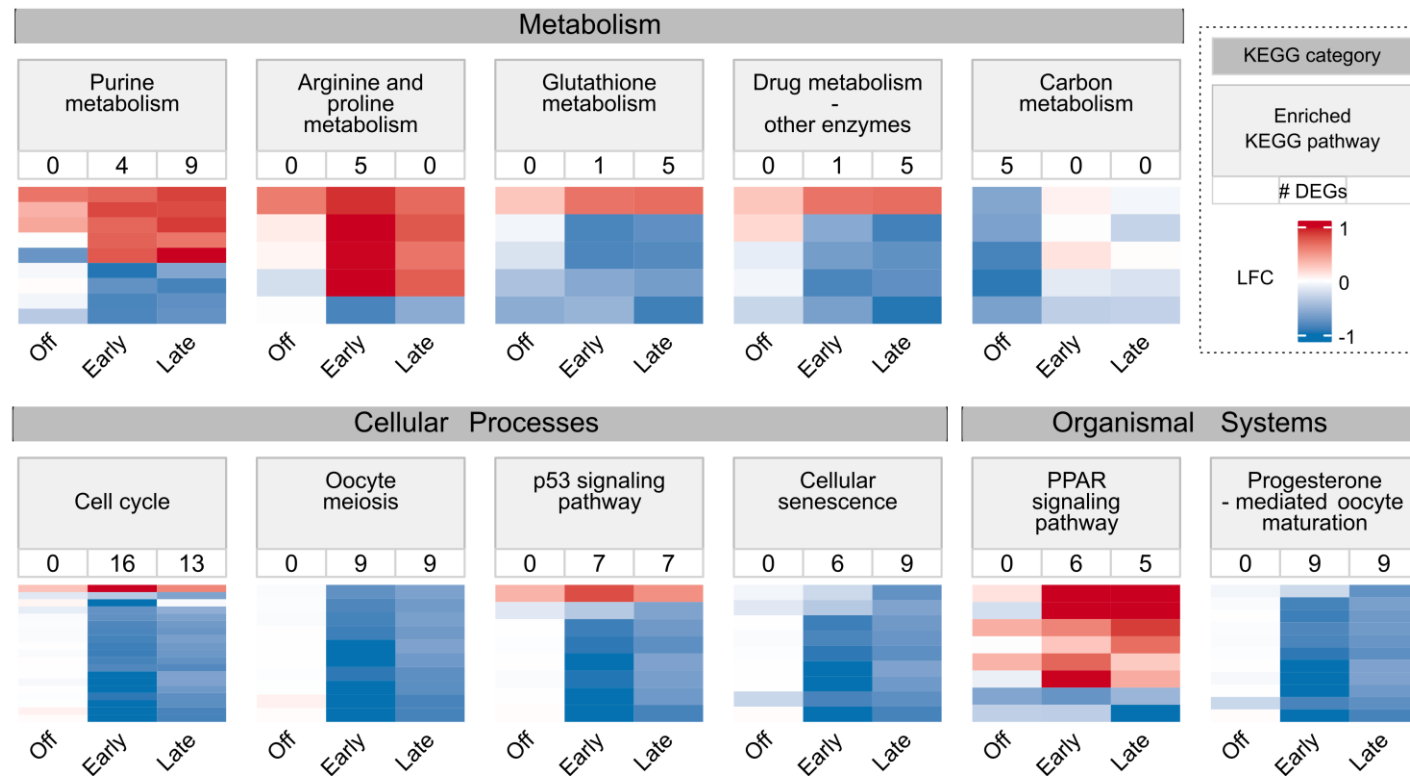 Metabolism
KEGG category
Purine
metabolism
Arginine and
proline
metabolism
Glutathione
metabolism
Drug metabolism
-
other enzymes
Carbon
metabolism
Enriched
KEGG pathway
0 4 9
0 5 0
0 1 5
0 1 5
5 0 0
# DEGs
LFC
1
0
-1
Off Early Late
Off Early Late
Off Early Late
Off Early Late
Off Early Late
Cellular Processes
Organismal Systems
Cell cycle
Oocyte
meiosis
p53 signaling
pathway
Cellular
senescence
PPAR
signaling
pathway
Progesterone
- mediated oocyte
maturation
0 16 13
0 9 9
0 7 7
0 6 9
0 6 5
0 9 9
Off Early Late
Off Early Late
Off Early Late
Off Early Late
Off Early Late
Off Early Late